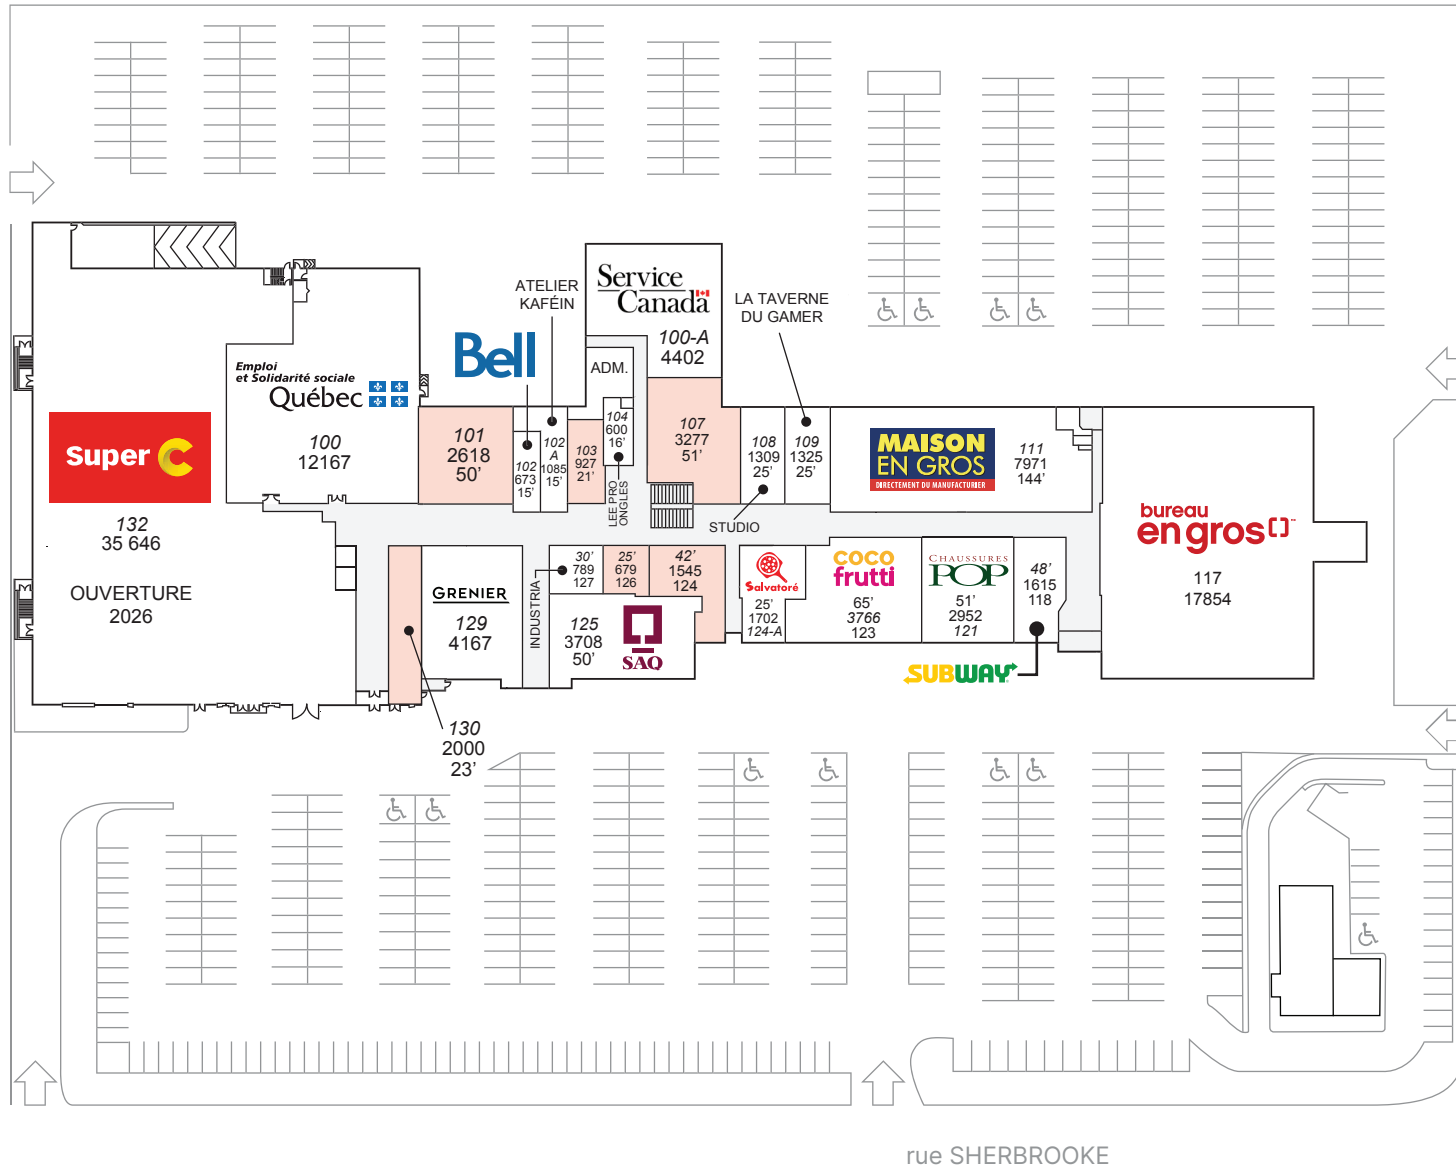 Service
Canada
100-A
4402
ATELIER
KAFÉIN
LA TAVERNE
DU GAMER
Bell
ADM.
Emploi
et Solidarité sociale
Québec
100
12167
Super C
132
35 646
OUVERTURE
2026
101
2618
50'
102
673
15'
102
A
1085
15'
103
927
21'
104
600
16'
LEE PRO
ONGLES
107
3277
51'
108
1309
25'
STUDIO
109
1325
25'
MAISON
EN GROS
DIRECTEMENT DU MANUFACTURIER
111
7971
144'
bureau
en gros
117
17854
GRENIER
129
4167
INDUSTRIA
30'
789
127
25'
679
126
42'
1545
124
125
3708
50'
SAQ
Salvatoré
25'
1702
124-A
COCO
frutti
65'
3766
123
CHAUSSURES
POP
51'
2952
121
48'
1615
118
SUBWAY
130
2000
23'
rue SHERBROOKE